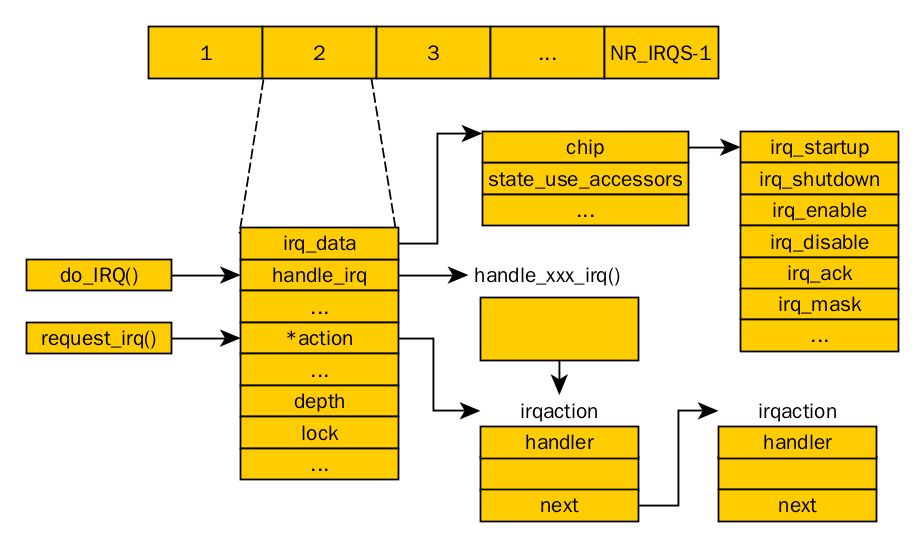 1
2
3
...
NR_IRQS-1
do_IRQ()
request_irq()
irq_data
handle_irq
...
*action
...
depth
lock
...
chip
state_use_accessors
...
irq_startup
irq_shutdown
irq_enable
irq_disable
irq_ack
irq_mask
...
handle_xxx_irq()
irqaction
handler
next
irqaction
handler
next